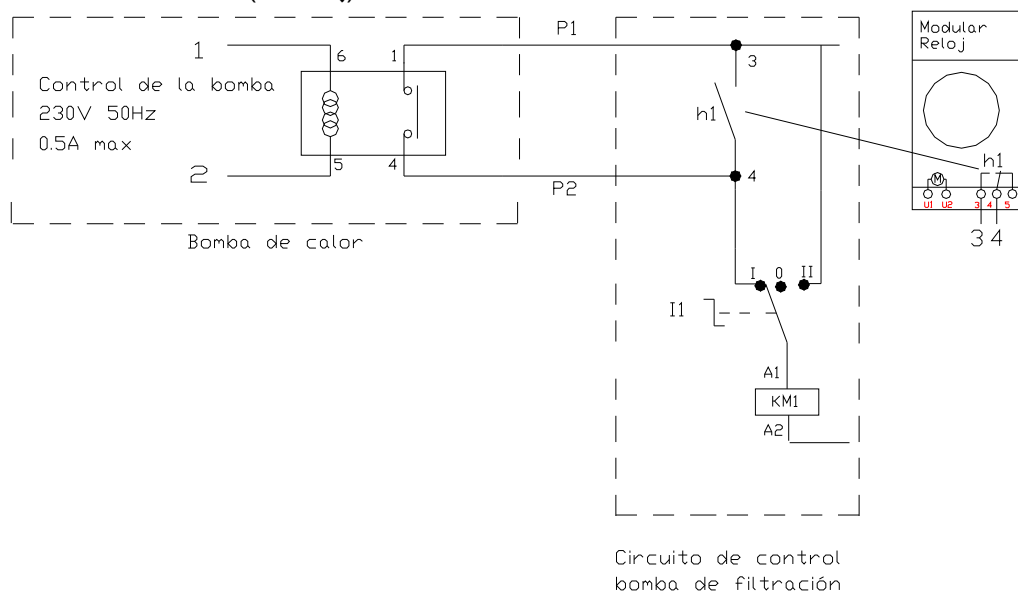 P1
Modular
Reloj
1
6
1
3
Control de la bomba
230V 50Hz
0.5A max
h1
h1
M
2
5
4
P2
4
U1 U2 3 4 5
3 4
Bomba de calor
I 0 II
I1
A1
KM1
A2
Circuito de control
bomba de filtración